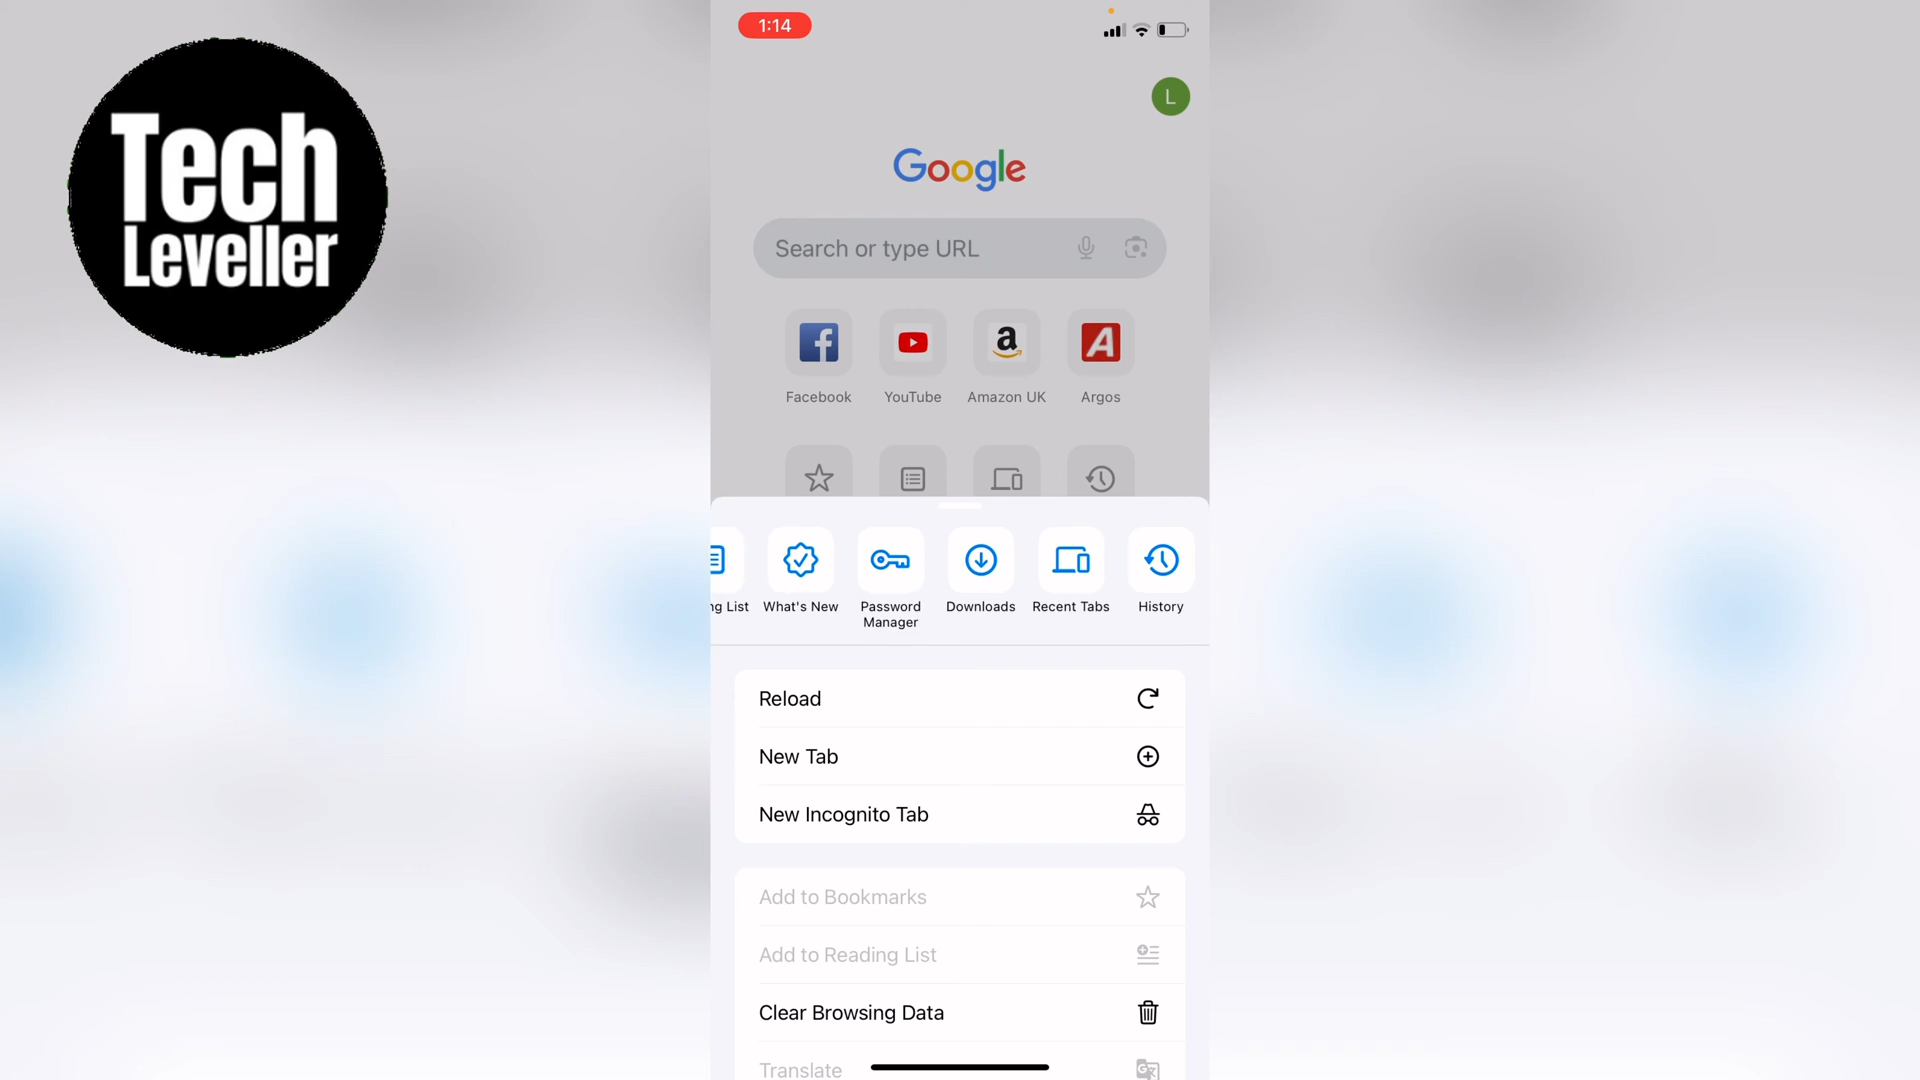 Tech
Leveller
1:14
L
Google
Search or type URL
Facebook
YouTube
Amazon UK
Argos
ng List
What's New
Password
Manager
Downloads
Recent Tabs
History
Reload
New Tab
New Incognito Tab
Add to Bookmarks
Add to Reading List
Clear Browsing Data
Translate